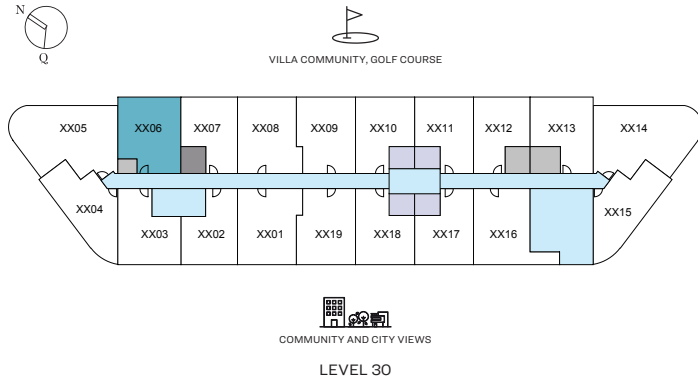 N
Q
VILLA COMMUNITY, GOLF COURSE
XX05 XX06 XX07 XX08 XX09 XX10 XX11 XX12 XX13 XX14
XX04 XX15
XX03 XX02 XX01 XX19 XX18 XX17 XX16
COMMUNITY AND CITY VIEWS
LEVEL 30